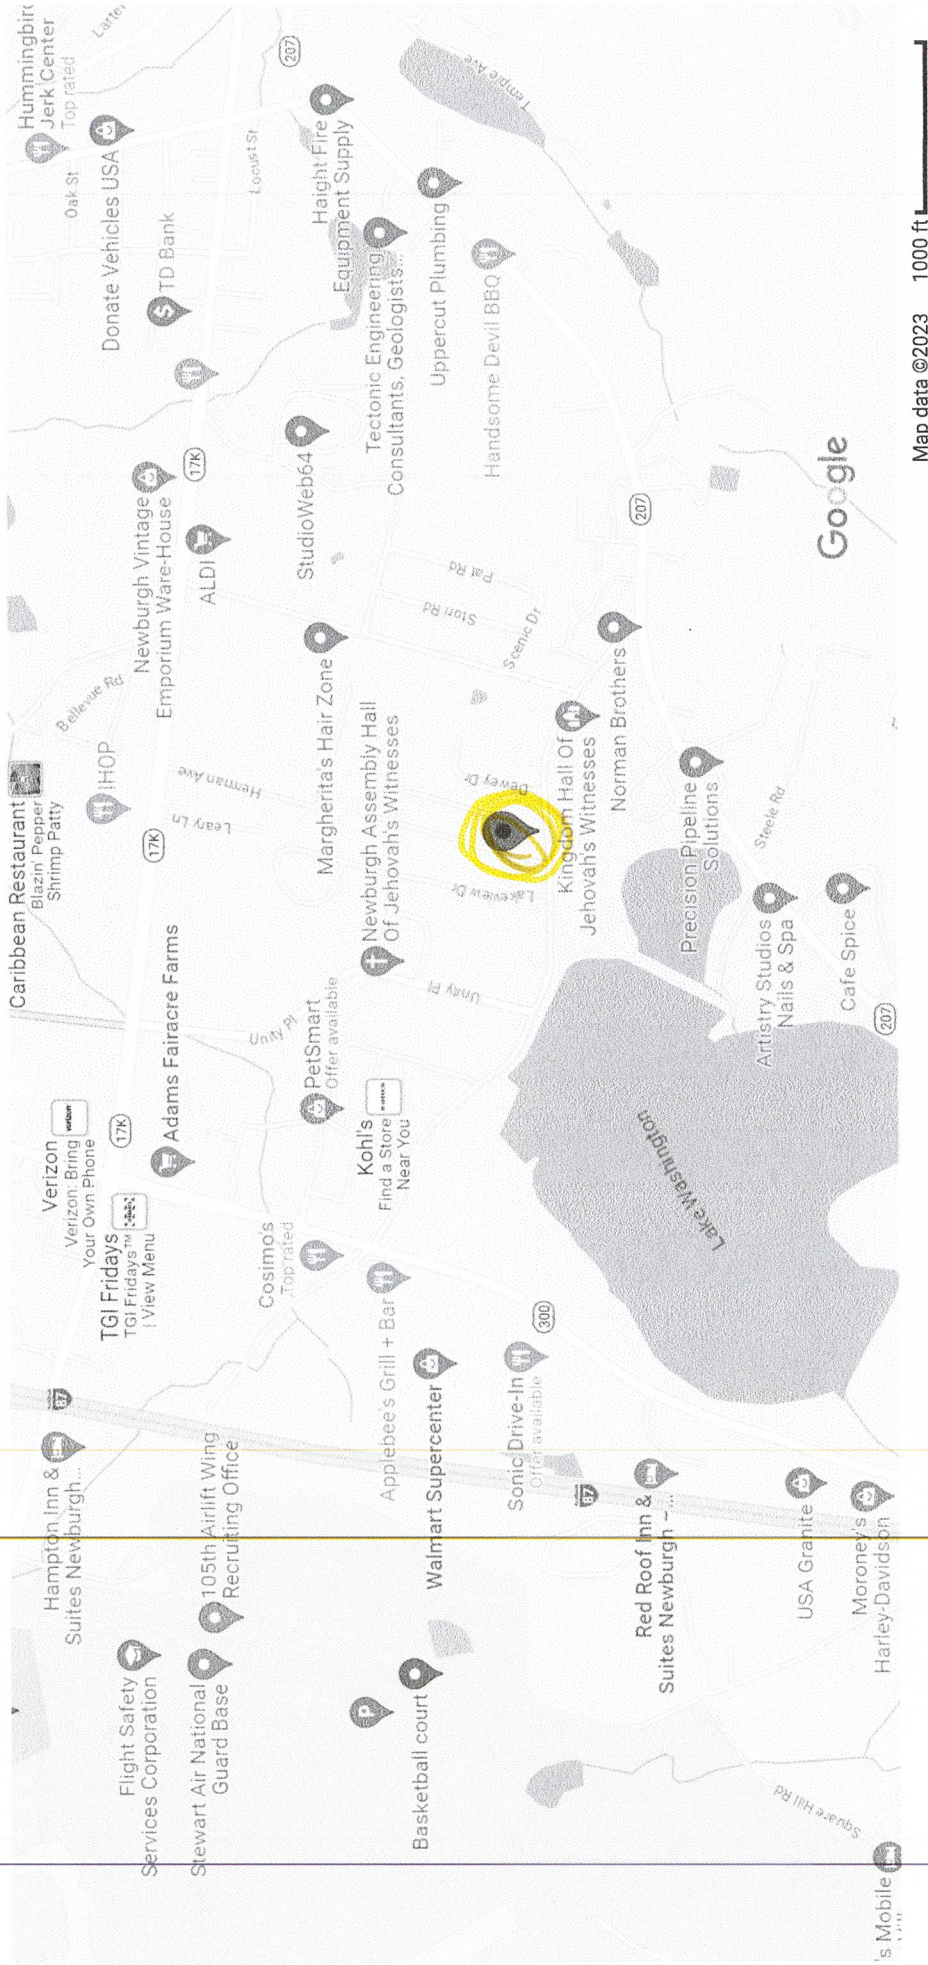 Hummingbird
Jerk Center
Top rated
Oak St
Donate Vehicles USA
TD Bank
Locust St
207
Haight Fire
Equipment Supply
Temple Ave
Tectonic Engineering
Consultants, Geologists...
Uppercut Plumbing
Handsome Devil BBQ
17K
Newburgh Vintage
Emporium Ware-House
ALDI
StudioWeb64
Pat Rd
Stori Rd
Scenic Dr
207
Google
Caribbean Restaurant
Blazin' Pepper
Shrimp Patty
IHOP
Bellevue Rd
17K
Leary Ln
Herman Ave
Margherita's Hair Zone
Newburgh Assembly Hall
Of Jehovah's Witnesses
Dewey Dr
Lakeview Dr
Kingdom Hall Of
Jehovah's Witnesses
Norman Brothers
Precision Pipeline
Solutions
Steele Rd
Artistry Studios
Nails & Spa
Cafe Spice
207
Verizon
Verizon: Bring
Your Own Phone
verizon
17K
TGI Fridays
TGI Fridays™
| View Menu
Adams Fairacre Farms
Unity Pl
PetSmart
Offer available
Unity Pl
Kohl's
Find a Store
Near You
Lake Washington
Cosimo's
Top rated
Applebee's Grill + Bar
Walmart Supercenter
Sonic Drive-In
Offer available
300
87
Hampton Inn &
Suites Newburgh...
105th Airlift Wing
Recruiting Office
87
Red Roof Inn &
Suites Newburgh -...
USA Granite
Moroney's
Harley-Davidson
Flight Safety
Services Corporation
Stewart Air National
Guard Base
P
Basketball court
Square Hill Rd
's Mobile
Map data ©2023
1000 ft